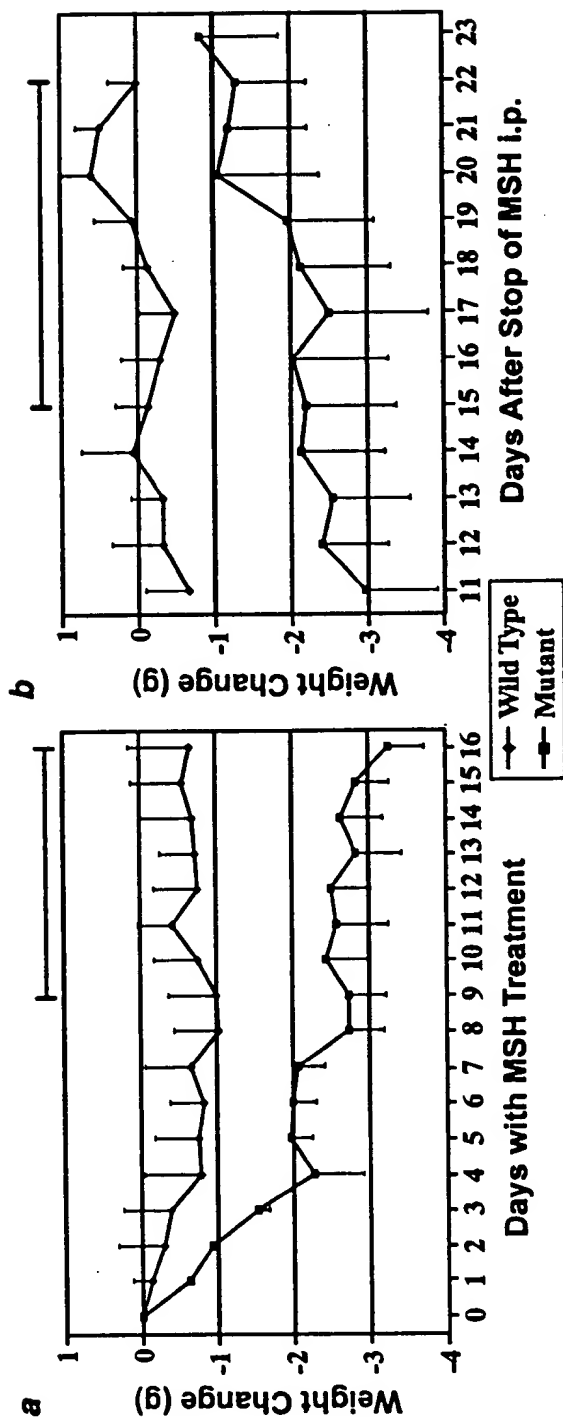 a
1
0
-1
-2
-3
-4
Weight Change (g)
0 1 2 3 4 5 6 7 8 9 10 11 12 13 14 15 16
Days with MSH Treatment
b
1
0
-1
-2
-3
-4
Weight Change (g)
11 12 13 14 15 16 17 18 19 20 21 22 23
Days After Stop of MSH i.p.
Wild Type
Mutant